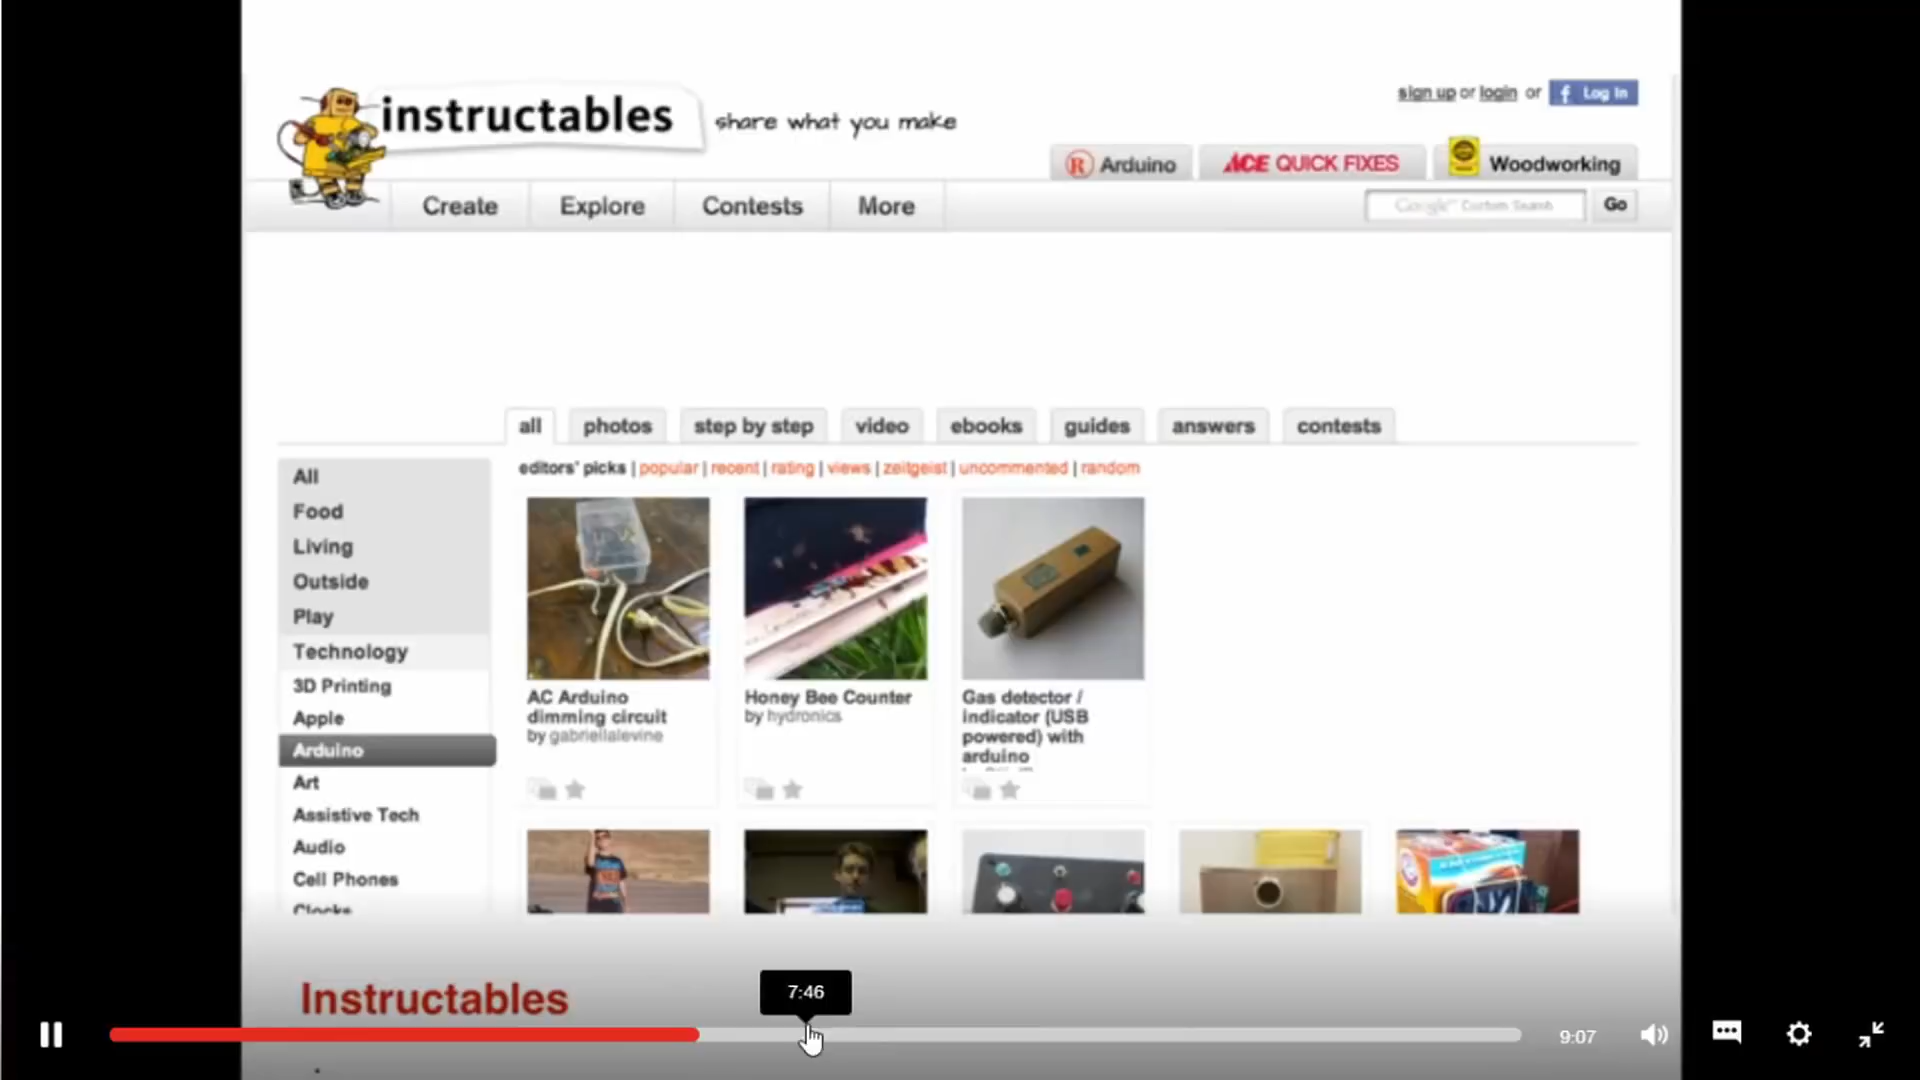 sign up or login or f Log In
instructables share what you make
Arduino ACE QUICK FIXES Woodworking
Create Explore Contests More Google Custom Search Go
all photos step by step video ebooks guides answers contests
editors' picks | popular | recent | rating | views | zeitgeist | uncommented | random
All
Food
Living
Outside
Play
Technology
3D Printing
Apple
Arduino
Art
Assistive Tech
Audio
Cell Phones
Clocks
AC Arduino
dimming circuit
by gabriellalevine
Honey Bee Counter
by hydronics
Gas detector /
indicator (USB
powered) with
arduino
Instructables
7:46
9:07